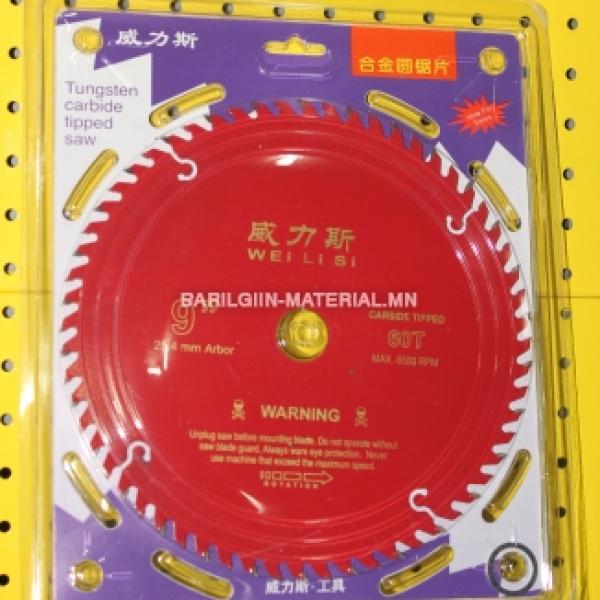 威力斯
合金圆锯片
Tungsten
carbide
tipped
saw
威力斯
WEi Li Si
BARILGIIN-MATERIAL.MN
9"
25.4 mm Arbor
CARBIDE TIPPED
60T
MAX. 6500 RPM
WARNING
Unplug saw before mounting blade. Do not operate without
saw blade guard. Always warn eye protection. Never
use machine that exceed the maximum speed.
ROTATION
威力斯·工具